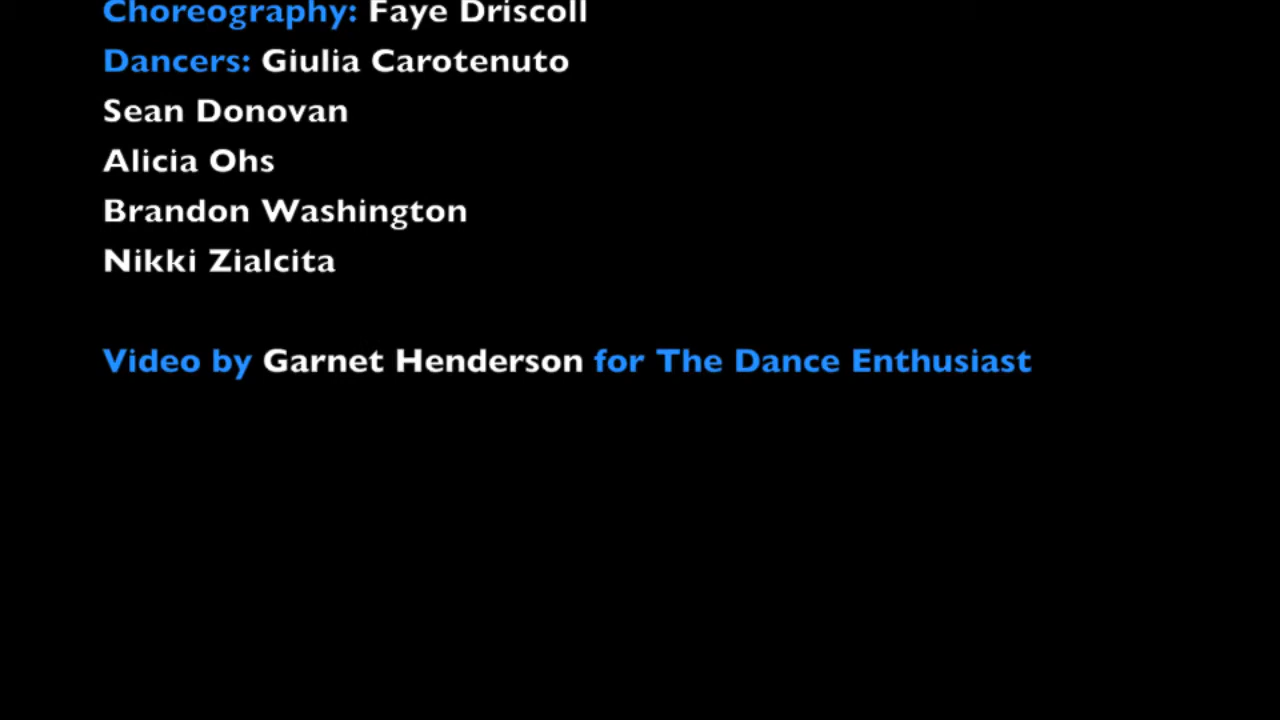 Choreography: Faye Driscoll
Dancers: Giulia Carotenuto
Sean Donovan
Alicia Ohs
Brandon Washington
Nikki Zialcita
Video by Garnet Henderson for The Dance Enthusiast